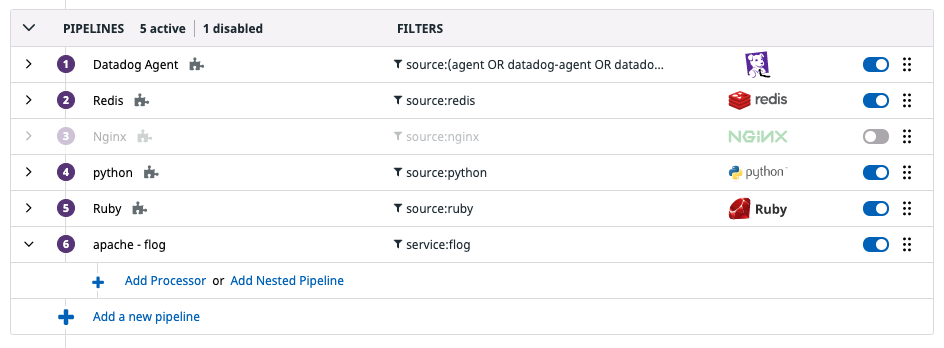 PIPELINES 5 active 1 disabled FILTERS
1 Datadog Agent source:(agent OR datadog-agent OR datado...
2 Redis source:redis redis
3 Nginx source:nginx NGINX
4 python source:python python
5 Ruby source:ruby Ruby
6 apache - flog service:flog
Add Processor or Add Nested Pipeline
Add a new pipeline